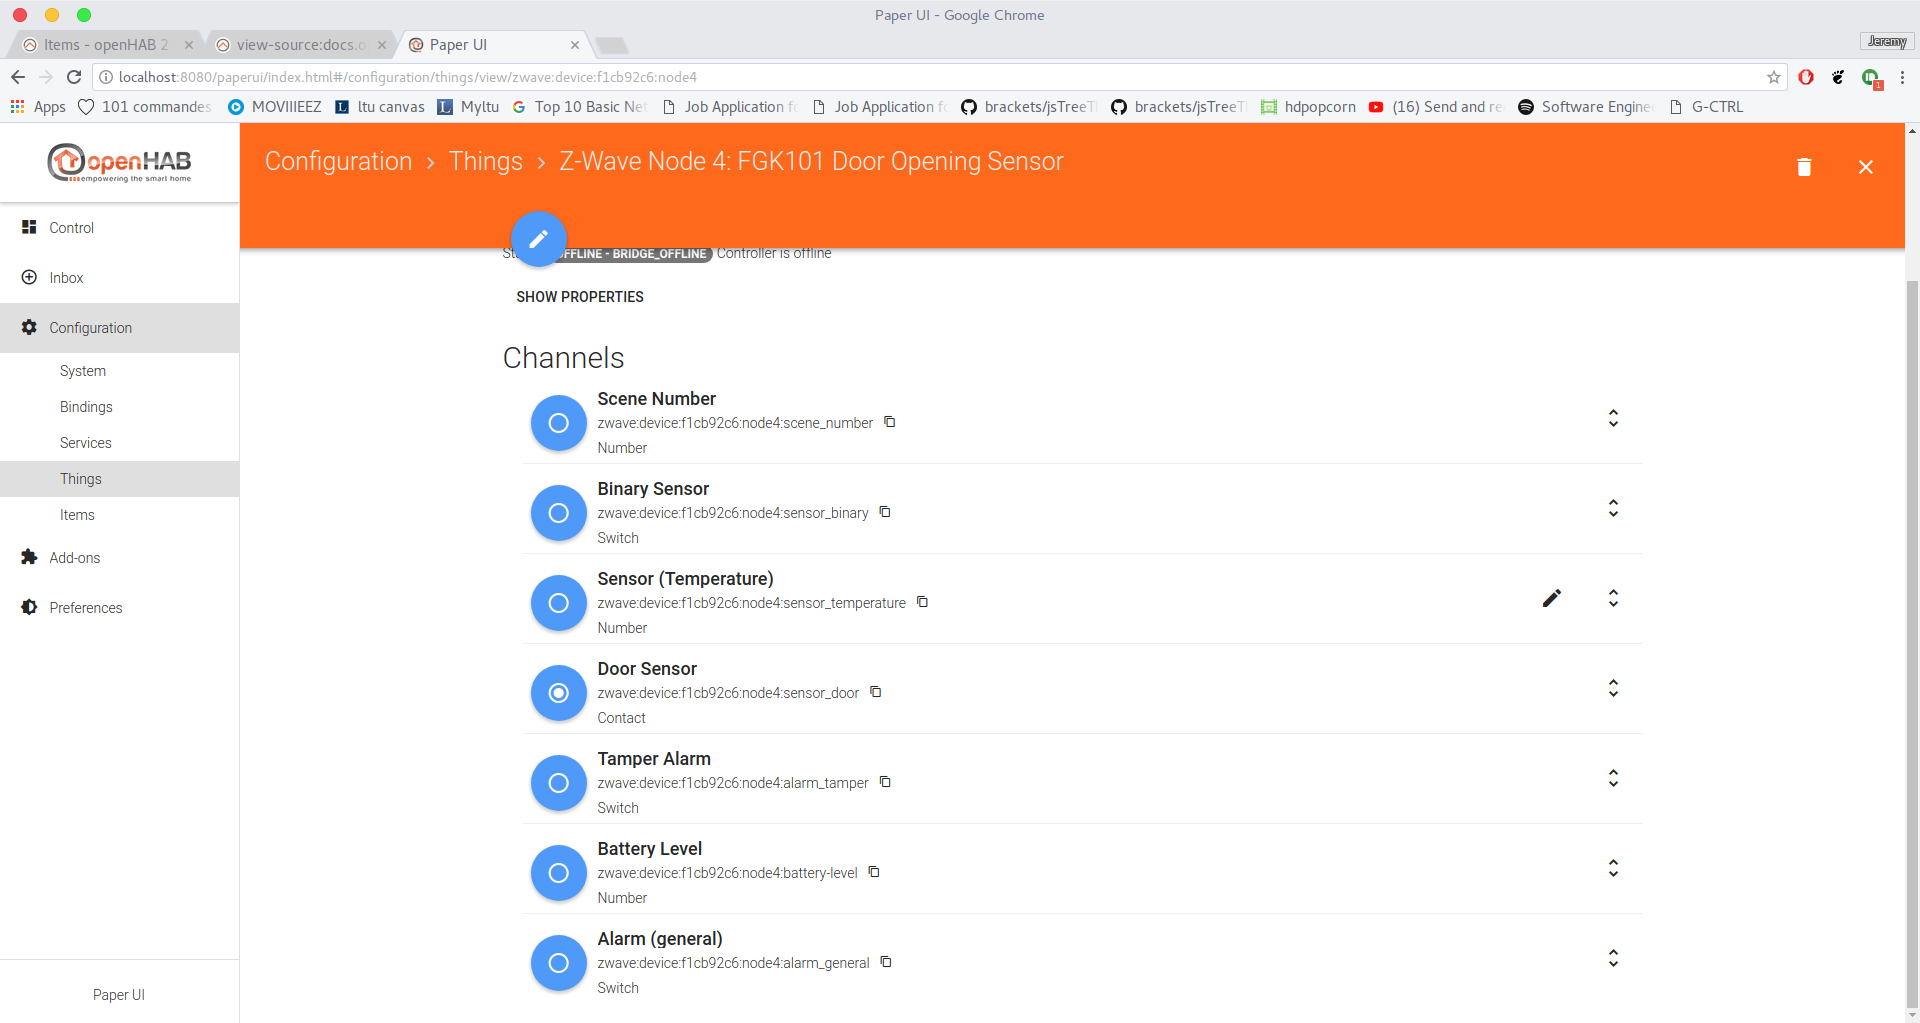 Paper UI - Google Chrome
Items - openHAB 2
view-source:docs.o
Paper UI
Jeremy
localhost:8080/paperui/index.html#/configuration/things/view/zwave:device:f1cb92c6:node4
1
Apps
101 commandes
MOVIIIEEZ
ltu canvas
Myltu
Top 10 Basic Net
Job Application fo
Job Application fo
brackets/jsTreeT
brackets/jsTreeT
hdpopcorn
(16) Send and re
Software Engine
G-CTRL
openHAB
empowering the smart home
Configuration > Things > Z-Wave Node 4: FGK101 Door Opening Sensor
Control
Inbox
Configuration
System
Bindings
Services
Things
Items
Add-ons
Preferences
Paper UI
OFFLINE - BRIDGE_OFFLINE Controller is offline
SHOW PROPERTIES
Channels
Scene Number
zwave:device:f1cb92c6:node4:scene_number
Number
Binary Sensor
zwave:device:f1cb92c6:node4:sensor_binary
Switch
Sensor (Temperature)
zwave:device:f1cb92c6:node4:sensor_temperature
Number
Door Sensor
zwave:device:f1cb92c6:node4:sensor_door
Contact
Tamper Alarm
zwave:device:f1cb92c6:node4:alarm_tamper
Switch
Battery Level
zwave:device:f1cb92c6:node4:battery-level
Number
Alarm (general)
zwave:device:f1cb92c6:node4:alarm_general
Switch